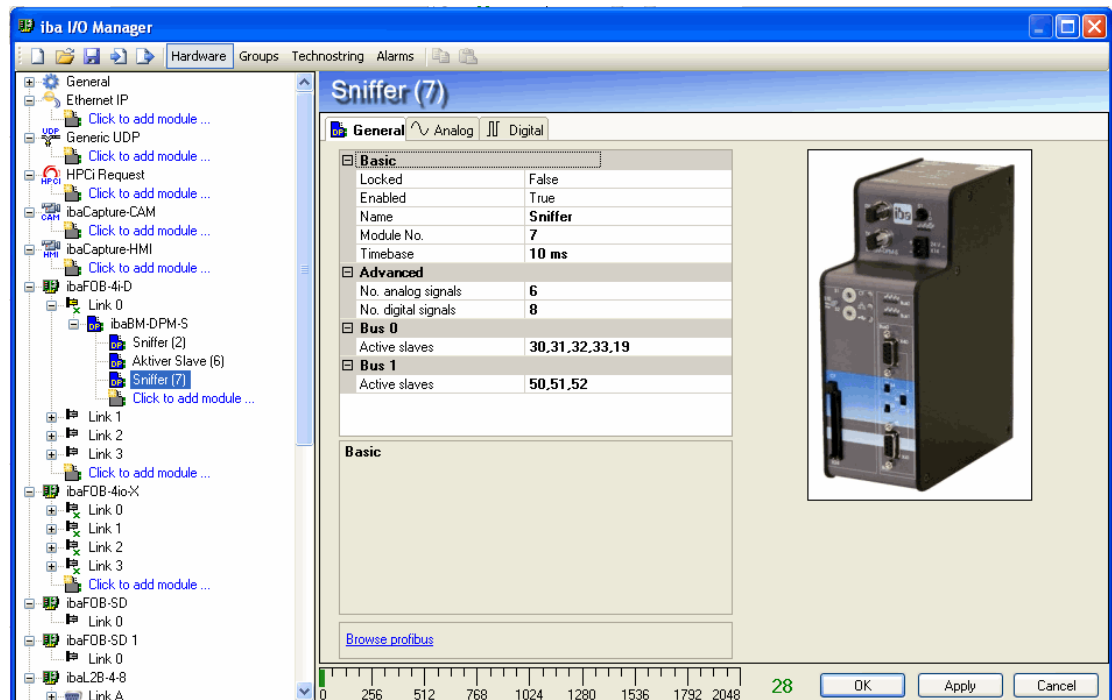 iba I/O Manager
Hardware Groups Technostring Alarms
General
Ethernet IP
Click to add module ...
Generic UDP
Click to add module ...
HPCi Request
Click to add module ...
ibaCapture-CAM
Click to add module ...
ibaCapture-HMI
Click to add module ...
ibaFOB-4i-D
Link 0
ibaBM-DPM-S
Sniffer (2)
Aktiver Slave (6)
Sniffer (7)
Click to add module ...
Link 1
Link 2
Link 3
Click to add module ...
ibaFOB-4io-X
Link 0
Link 1
Link 2
Link 3
Click to add module ...
ibaFOB-SD
Link 0
ibaFOB-SD 1
Link 0
ibaL2B-4-8
Link A
Sniffer (7)
General Analog Digital
Basic
Locked False
Enabled True
Name Sniffer
Module No. 7
Timebase 10 ms
Advanced
No. analog signals 6
No. digital signals 8
Bus 0
Active slaves 30,31,32,33,19
Bus 1
Active slaves 50,51,52
Basic
Browse profibus
iba
0 256 512 768 1024 1280 1536 1792 2048
28
OK Apply Cancel